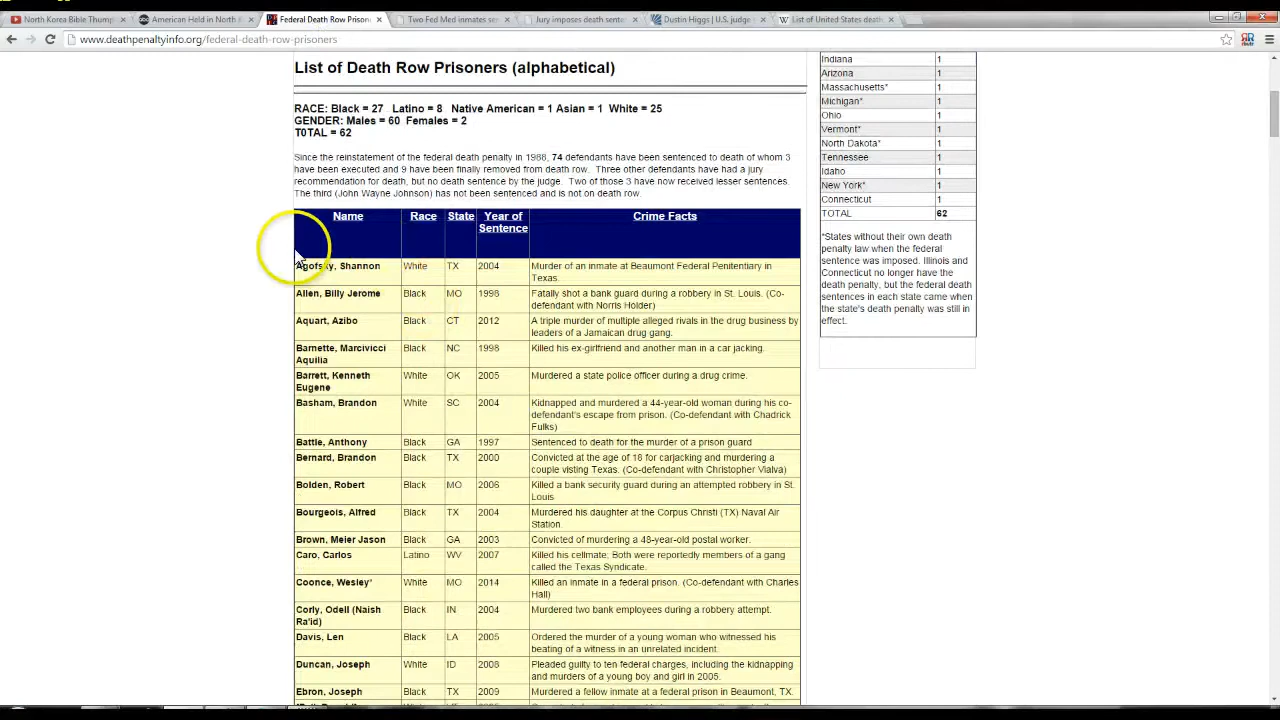 North Korea Bible Thump
American Held in North K
Federal Death Row Prison
Two Fed Med inmates se
Jury imposes death sente
Dustin Higgs | U.S. judge
List of United States deat
www.deathpenaltyinfo.org/federal-death-row-prisoners
List of Death Row Prisoners (alphabetical)
RACE: Black = 27 Latino = 8 Native American = 1 Asian = 1 White = 25
GENDER: Males = 60 Females = 2
T0TAL = 62
Since the reinstatement of the federal death penalty in 1988, 74 defendants have been sentenced to death of whom 3
have been executed and 9 have been finally removed from death row. Three other defendants have had a jury
recommendation for death, but no death sentence by the judge. Two of those 3 have now received lesser sentences.
The third (John Wayne Johnson) has not been sentenced and is not on death row.
Name Race State Year of Sentence Crime Facts
Agofsky, Shannon White TX 2004 Murder of an inmate at Beaumont Federal Penitentiary in
Texas.
Allen, Billy Jerome Black MO 1998 Fatally shot a bank guard during a robbery in St. Louis. (Co-
defendant with Norris Holder)
Aquart, Azibo Black CT 2012 A triple murder of multiple alleged rivals in the drug business by
leaders of a Jamaican drug gang.
Barnette, Marcivicci Black NC 1998 Killed his ex-girlfriend and another man in a car jacking.
Aquilia
Barrett, Kenneth White OK 2005 Murdered a state police officer during a drug crime.
Eugene
Basham, Brandon White SC 2004 Kidnapped and murdered a 44-year-old woman during his co-
defendant's escape from prison. (Co-defendant with Chadrick
Fulks)
Battle, Anthony Black GA 1997 Sentenced to death for the murder of a prison guard
Bernard, Brandon Black TX 2000 Convicted at the age of 18 for carjacking and murdering a
couple visting Texas. (Co-defendant with Christopher Vialva)
Bolden, Robert Black MO 2006 Killed a bank security guard during an attempted robbery in St.
Louis
Bourgeois, Alfred Black TX 2004 Murdered his daughter at the Corpus Christi (TX) Naval Air
Station.
Brown, Meier Jason Black GA 2003 Convicted of murdering a 48-year-old postal worker.
Caro, Carlos Latino WV 2007 Killed his cellmate; Both were reportedly members of a gang
called the Texas Syndicate.
Coonce, Wesley* White MO 2014 Killed an inmate in a federal prison. (Co-defendant with Charles
Hall)
Corly, Odell (Naish Black IN 2004 Murdered two bank employees during a robbery attempt.
Ra'id)
Davis, Len Black LA 2005 Ordered the murder of a young woman who witnessed his
beating of a witness in an unrelated incident.
Duncan, Joseph White ID 2008 Pleaded guilty to ten federal charges, including the kidnapping
and murders of a young boy and girl in 2005.
Ebron, Joseph Black TX 2009 Murdered a fellow inmate at a federal prison in Beaumont, TX.
Indiana 1
Arizona 1
Massachusetts* 1
Michigan* 1
Ohio 1
Vermont* 1
North Dakota* 1
Tennessee 1
Idaho 1
New York* 1
Connecticut 1
TOTAL 62
*States without their own death
penalty law when the federal
sentence was imposed. Illinois and
Connecticut no longer have the
death penalty, but the federal death
sentences in each state came when
the state's death penalty was still in
effect.